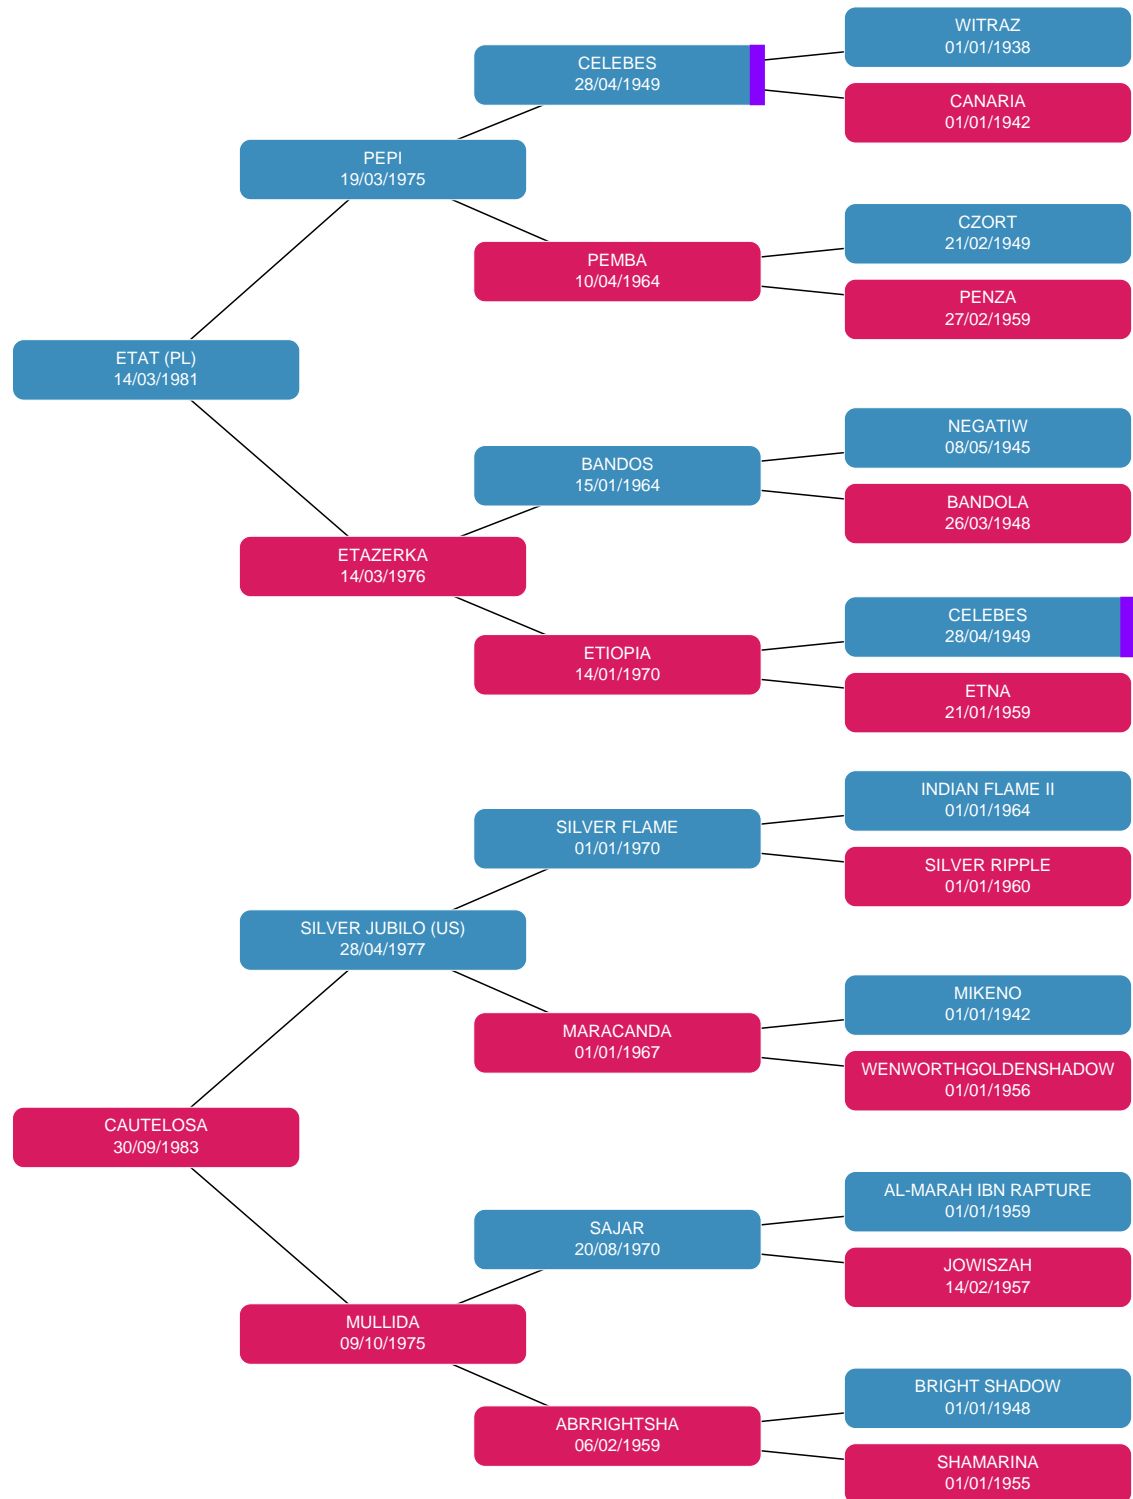 WITRAZ
01/01/1938
CELEBES
28/04/1949
CANARIA
01/01/1942
PEPI
19/03/1975
CZORT
21/02/1949
PEMBA
10/04/1964
PENZA
27/02/1959
ETAT (PL)
14/03/1981
NEGATIW
08/05/1945
BANDOS
15/01/1964
BANDOLA
26/03/1948
ETAZERKA
14/03/1976
CELEBES
28/04/1949
ETIOPIA
14/01/1970
ETNA
21/01/1959
INDIAN FLAME II
01/01/1964
SILVER FLAME
01/01/1970
SILVER RIPPLE
01/01/1960
SILVER JUBILO (US)
28/04/1977
MIKENO
01/01/1942
MARACANDA
01/01/1967
WENWORTHGOLDENSHADOW
01/01/1956
CAUTELOSA
30/09/1983
AL-MARAH IBN RAPTURE
01/01/1959
SAJAR
20/08/1970
JOWISZAH
14/02/1957
MULLIDA
09/10/1975
BRIGHT SHADOW
01/01/1948
ABRRIGHTSHA
06/02/1959
SHAMARINA
01/01/1955